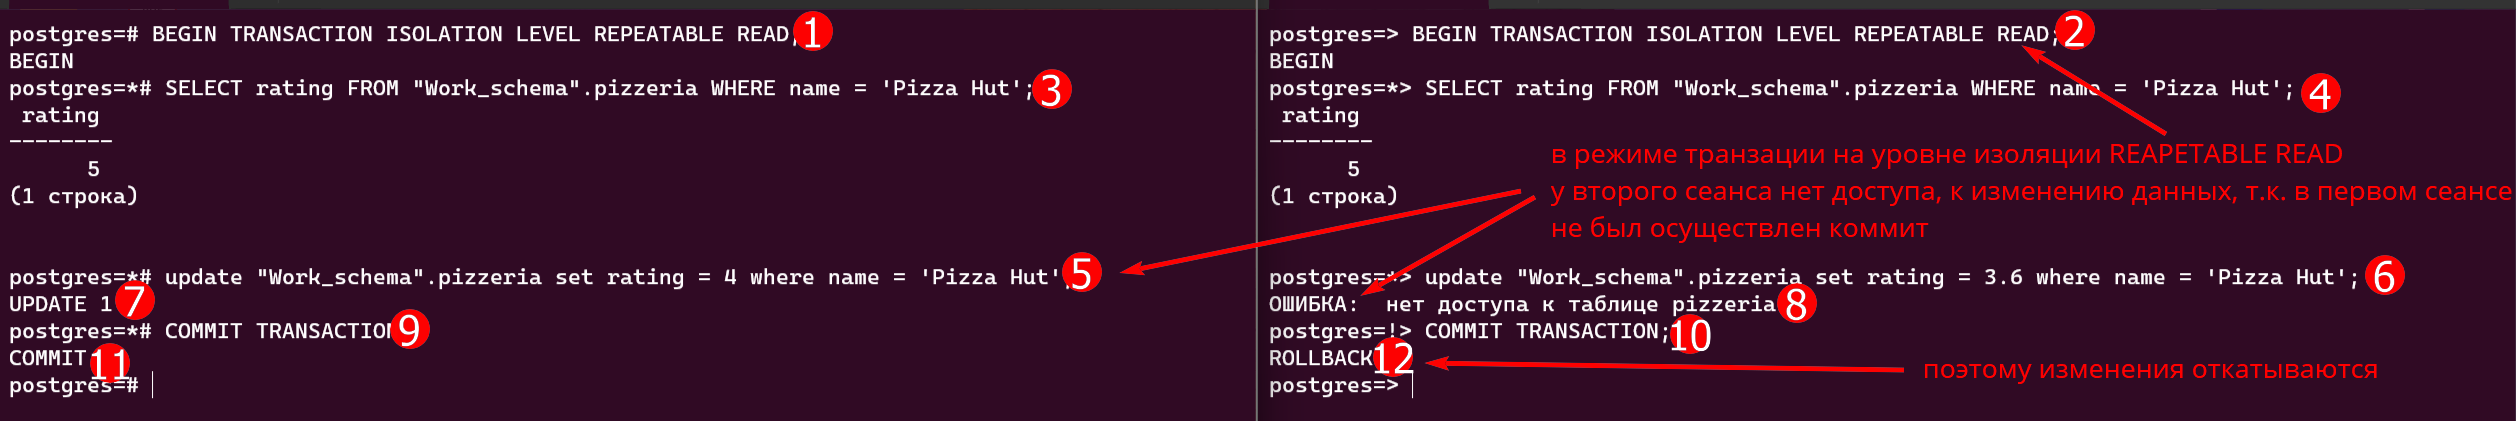 postgres=# BEGIN TRANSACTION ISOLATION LEVEL REPEATABLE READ; 1
BEGIN
postgres=*# SELECT rating FROM "Work_schema".pizzeria WHERE name = 'Pizza Hut'; 3
rating
--------
5
(1 строка)
postgres=*# update "Work_schema".pizzeria set rating = 4 where name = 'Pizza Hut' 5
UPDATE 1 7
postgres=*# COMMIT TRANSACTION 9
COMMIT 11
postgres=#
postgres=> BEGIN TRANSACTION ISOLATION LEVEL REPEATABLE READ; 2
BEGIN
postgres=*> SELECT rating FROM "Work_schema".pizzeria WHERE name = 'Pizza Hut'; 4
rating
--------
5
(1 строка)
в режиме транзации на уровне изоляции REAPETABLE READ
у второго сеанса нет доступа, к изменению данных, т.к. в первом сеансе
не был осуществлен коммит
postgres=*> update "Work_schema".pizzeria set rating = 3.6 where name = 'Pizza Hut'; 6
ОШИБКА: нет доступа к таблице pizzeria 8
postgres=!> COMMIT TRANSACTION; 10
ROLLBACK 12
поэтому изменения откатываются
postgres=>